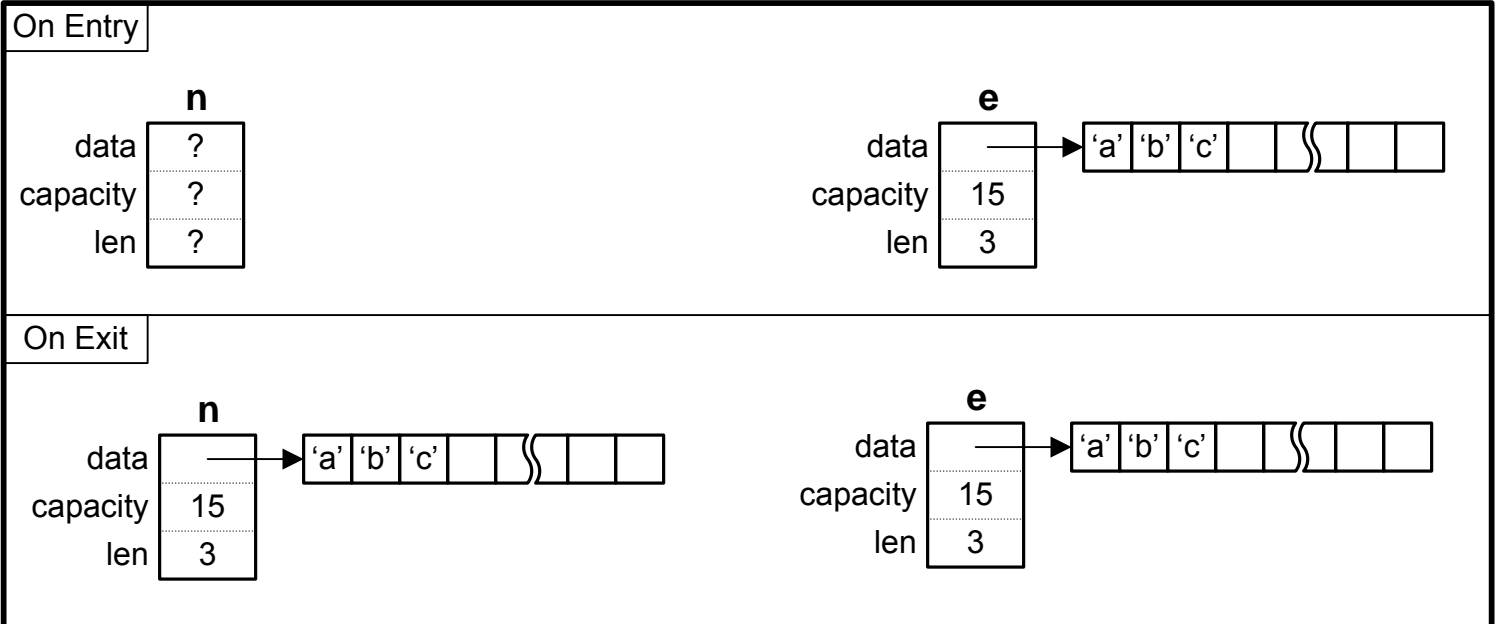 On Entry
n e
data ? data ‘a’ ‘b’ ‘c’
capacity ? capacity 15
len ? len 3
On Exit
n e
data ‘a’ ‘b’ ‘c’ data ‘a’ ‘b’ ‘c’
capacity 15 capacity 15
len 3 len 3